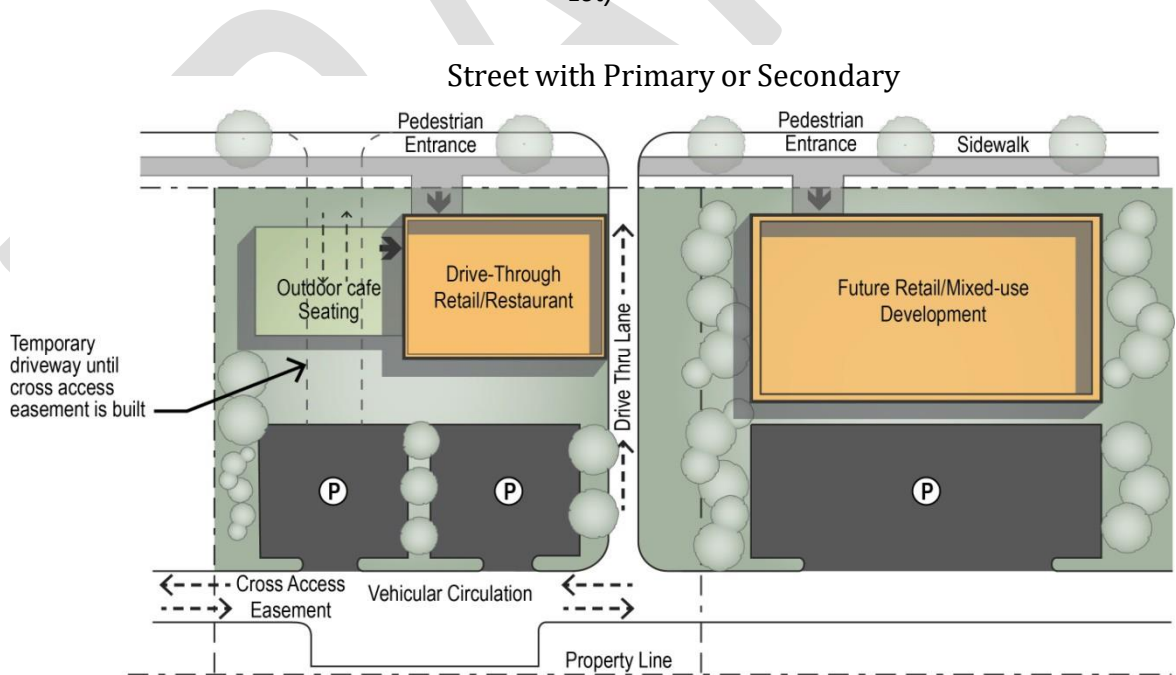 Street with Primary or Secondary
Pedestrian
Entrance
Pedestrian
Entrance
Sidewalk
Outdoor cafe
Seating
Drive-Through
Retail/Restaurant
Drive Thru Lane
Future Retail/Mixed-use
Development
Temporary
driveway until
cross access
easement is built
P
P
P
Cross Access
Easement
Vehicular Circulation
Property Line